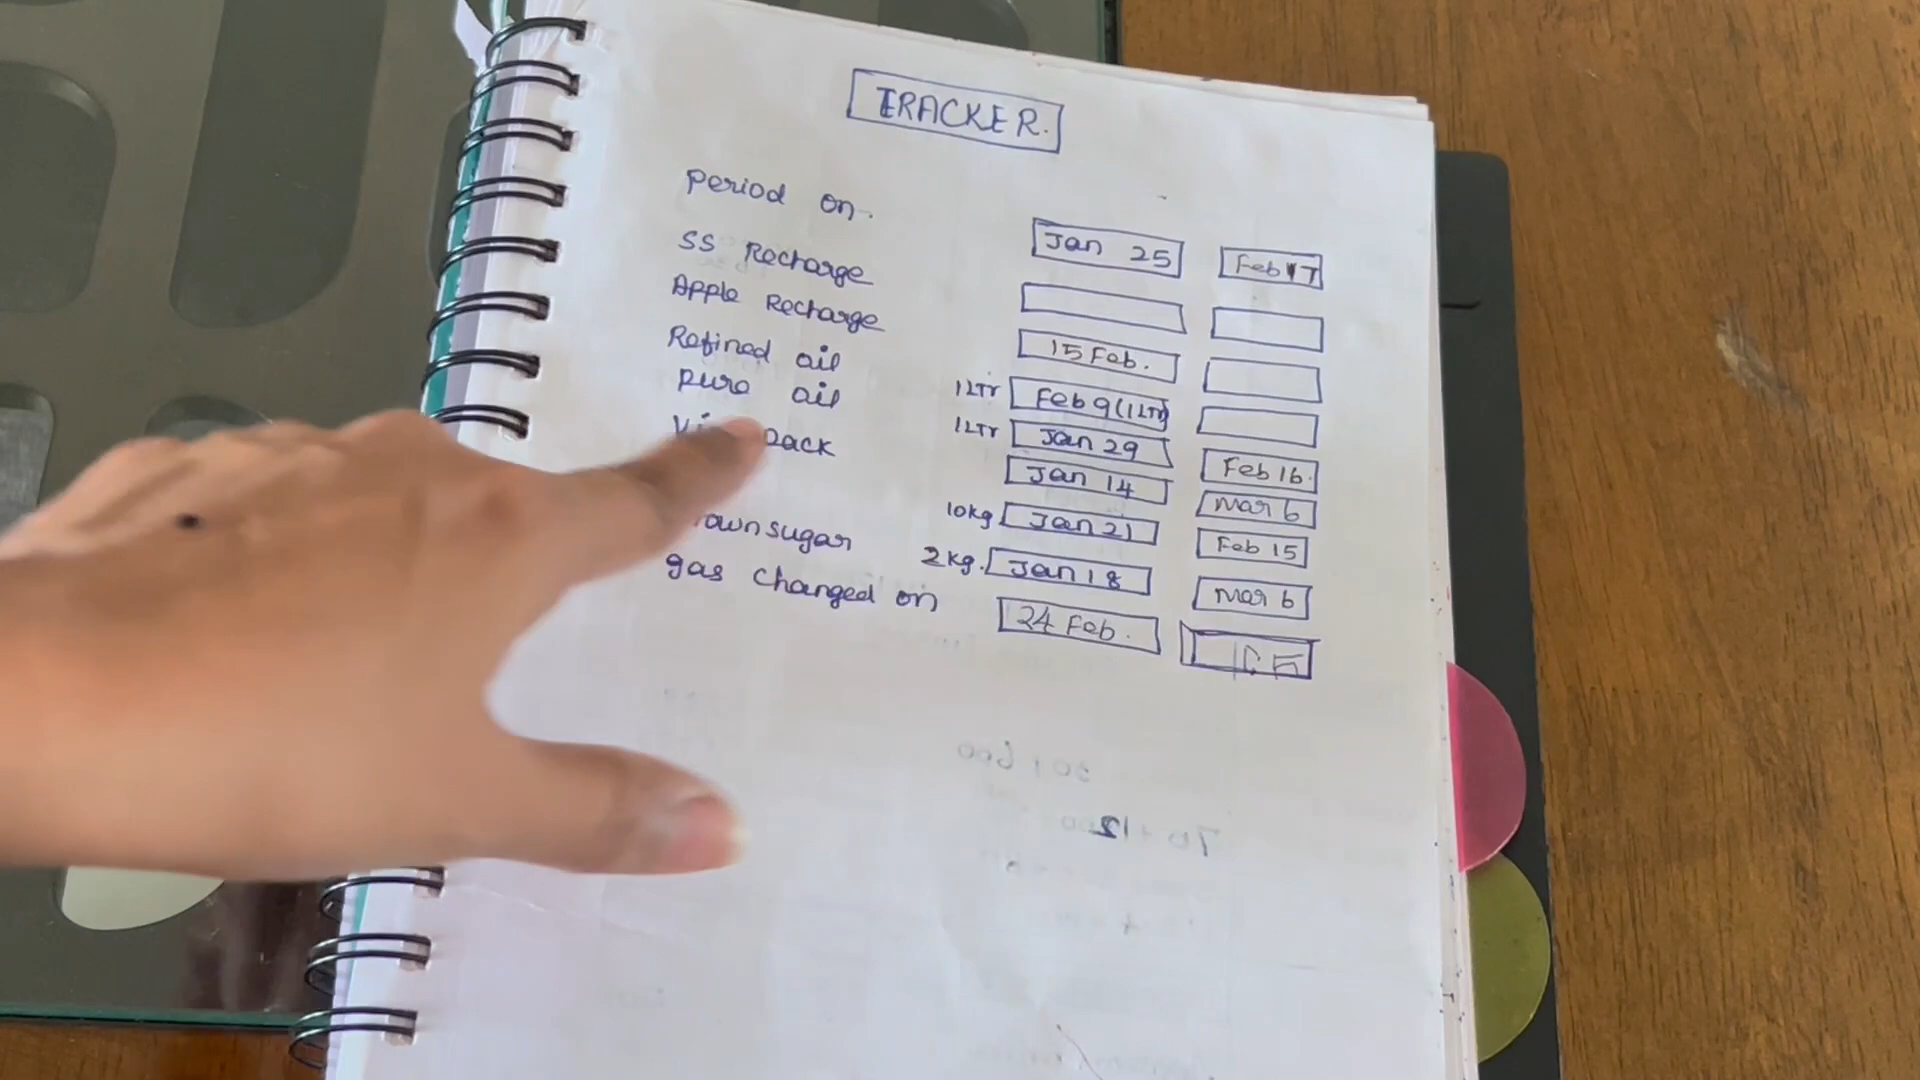 TRACKER.
Period on. Jan 25 Feb 17
SS Recharge
Apple Recharge 15 Feb.
Refined oil 1LTr Feb 9 (1LTr)
Pure oil 1LTr Jan 29 Feb 16.
pack Jan 14 Mar 6
10kg Jan 21 Feb 15
sugar 2kg. Jan 18 Mar 6
gas changed on 24 Feb.